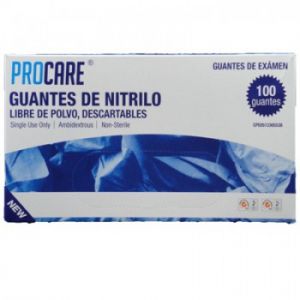 PROCARE®
GUANTES DE EXÁMEN
GUANTES DE NITRILO
LIBRE DE POLVO, DESCARTABLES
Single Use Only | Ambidextrous | Non-Sterile
100
guantes
NEW